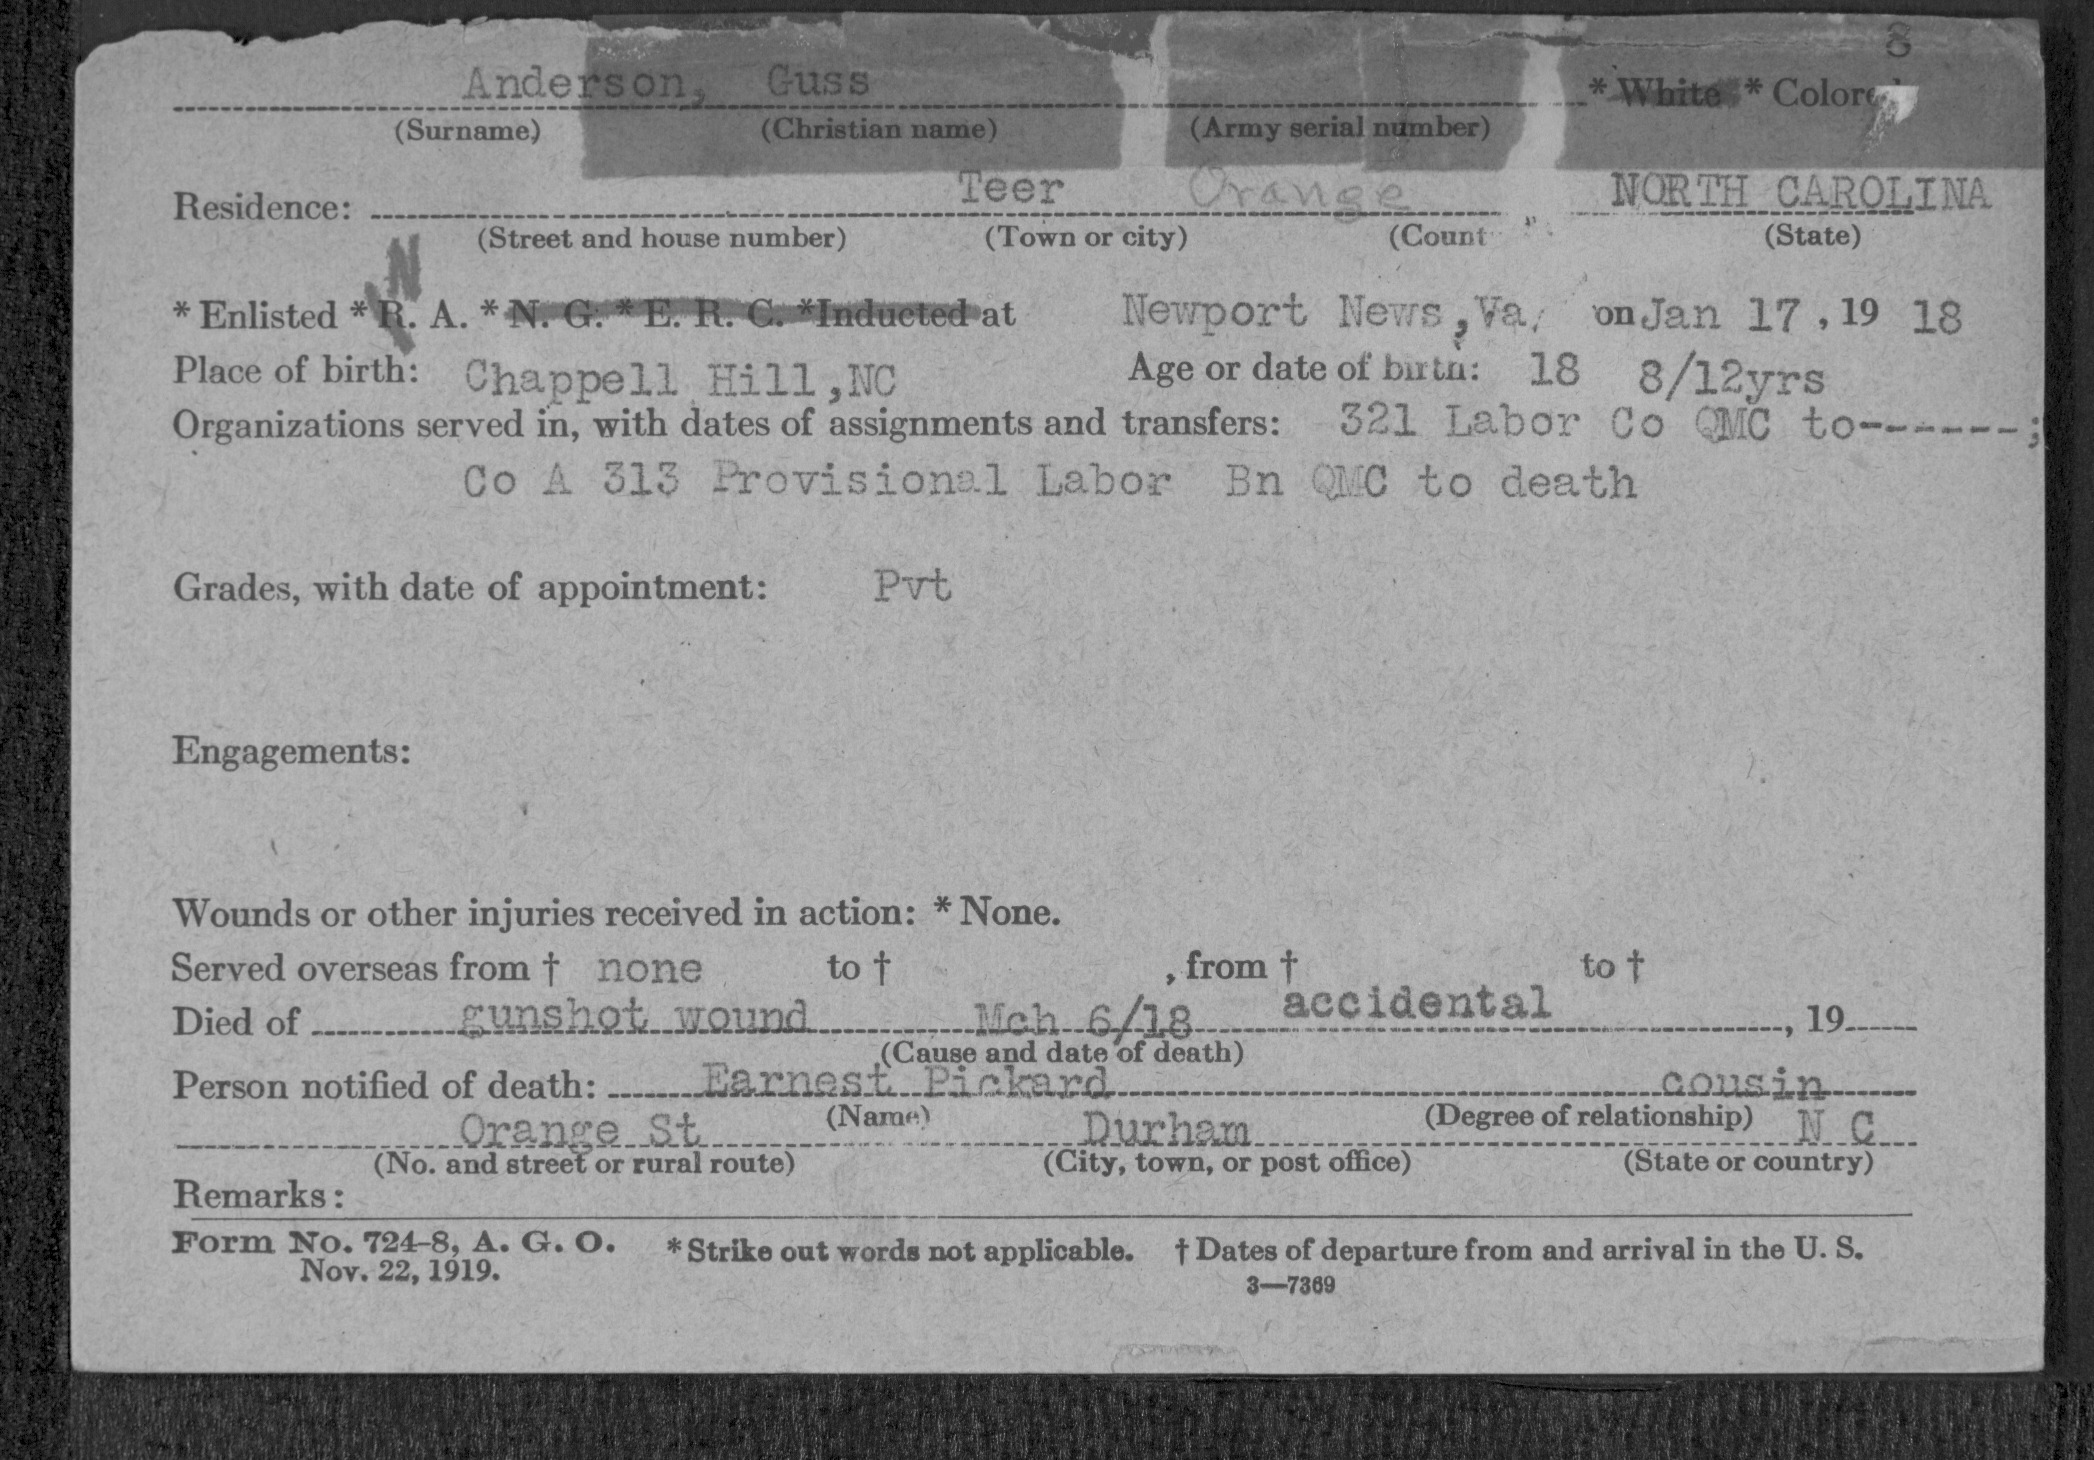 8
Anderson, Guss * White * Colored
(Surname) (Christian name) (Army serial number)
Residence: Teer Orange NORTH CAROLINA
(Street and house number) (Town or city) (Count (State)
N
* Enlisted * R. A. * N. G. * E. R. C. *Inducted at Newport News,Va. on Jan 17 , 19 18
Place of birth: Chappell Hill,NC Age or date of birth: 18 8/12yrs
Organizations served in, with dates of assignments and transfers: 321 Labor Co QMC to------;
Co A 313 Provisional Labor Bn QMC to death
Grades, with date of appointment: Pvt
Engagements:
Wounds or other injuries received in action: * None.
Served overseas from † none to † , from † to †
Died of gunshot wound Mch 6/18 accidental , 19
(Cause and date of death)
Person notified of death: Earnest Pickard cousin
(Name) (Degree of relationship)
Orange St Durham N C
(No. and street or rural route) (City, town, or post office) (State or country)
Remarks:
Form No. 724-8, A. G. O. * Strike out words not applicable. † Dates of departure from and arrival in the U. S.
Nov. 22, 1919. 3—7369